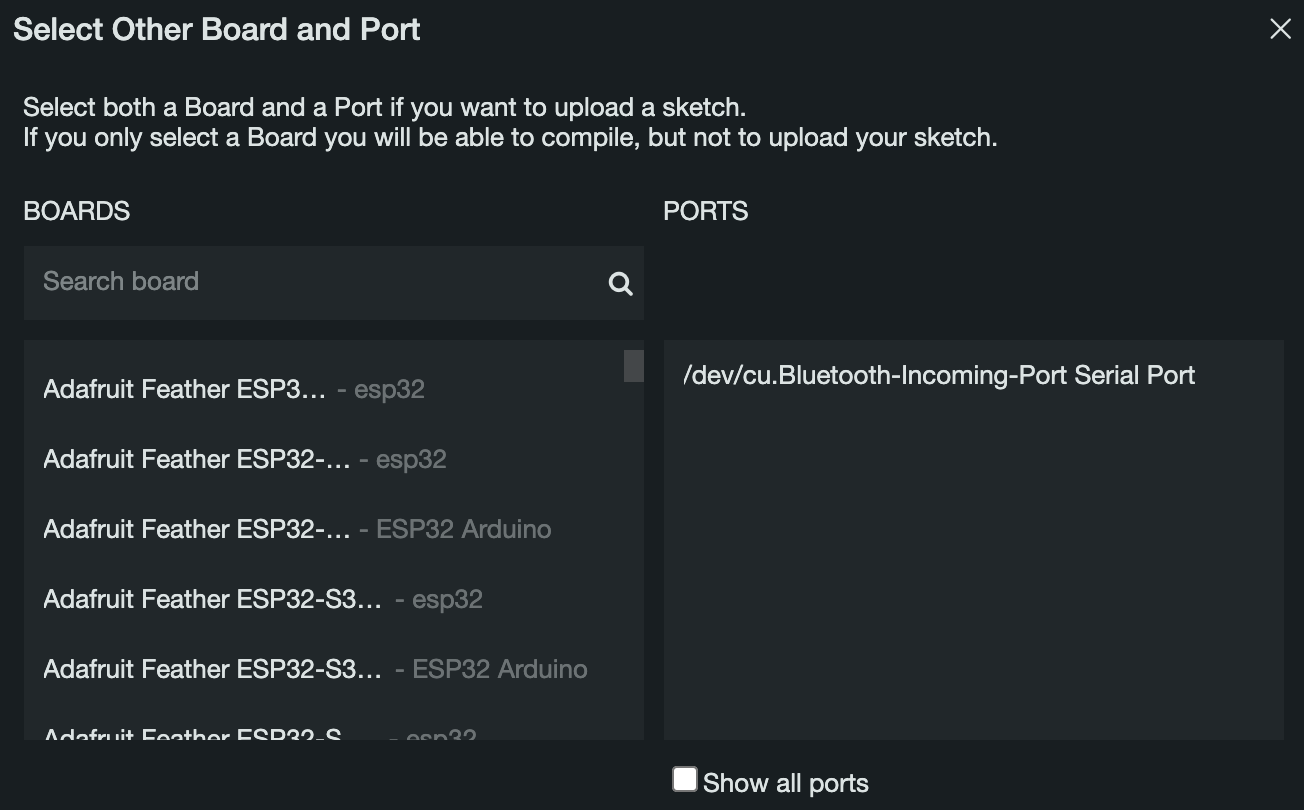 Select Other Board and Port
Select both a Board and a Port if you want to upload a sketch.
If you only select a Board you will be able to compile, but not to upload your sketch.
BOARDS
Search board
Adafruit Feather ESP3... - esp32
Adafruit Feather ESP32-... - esp32
Adafruit Feather ESP32-... - ESP32 Arduino
Adafruit Feather ESP32-S3... - esp32
Adafruit Feather ESP32-S3... - ESP32 Arduino
Adafruit Feather ESP32-S... - esp32
PORTS
/dev/cu.Bluetooth-Incoming-Port Serial Port
Show all ports